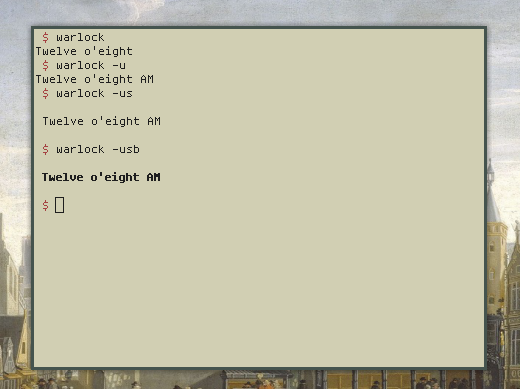 $ warlock
Twelve o'eight
$ warlock -u
Twelve o'eight AM
$ warlock -us
Twelve o'eight AM
$ warlock -usb
Twelve o'eight AM
$